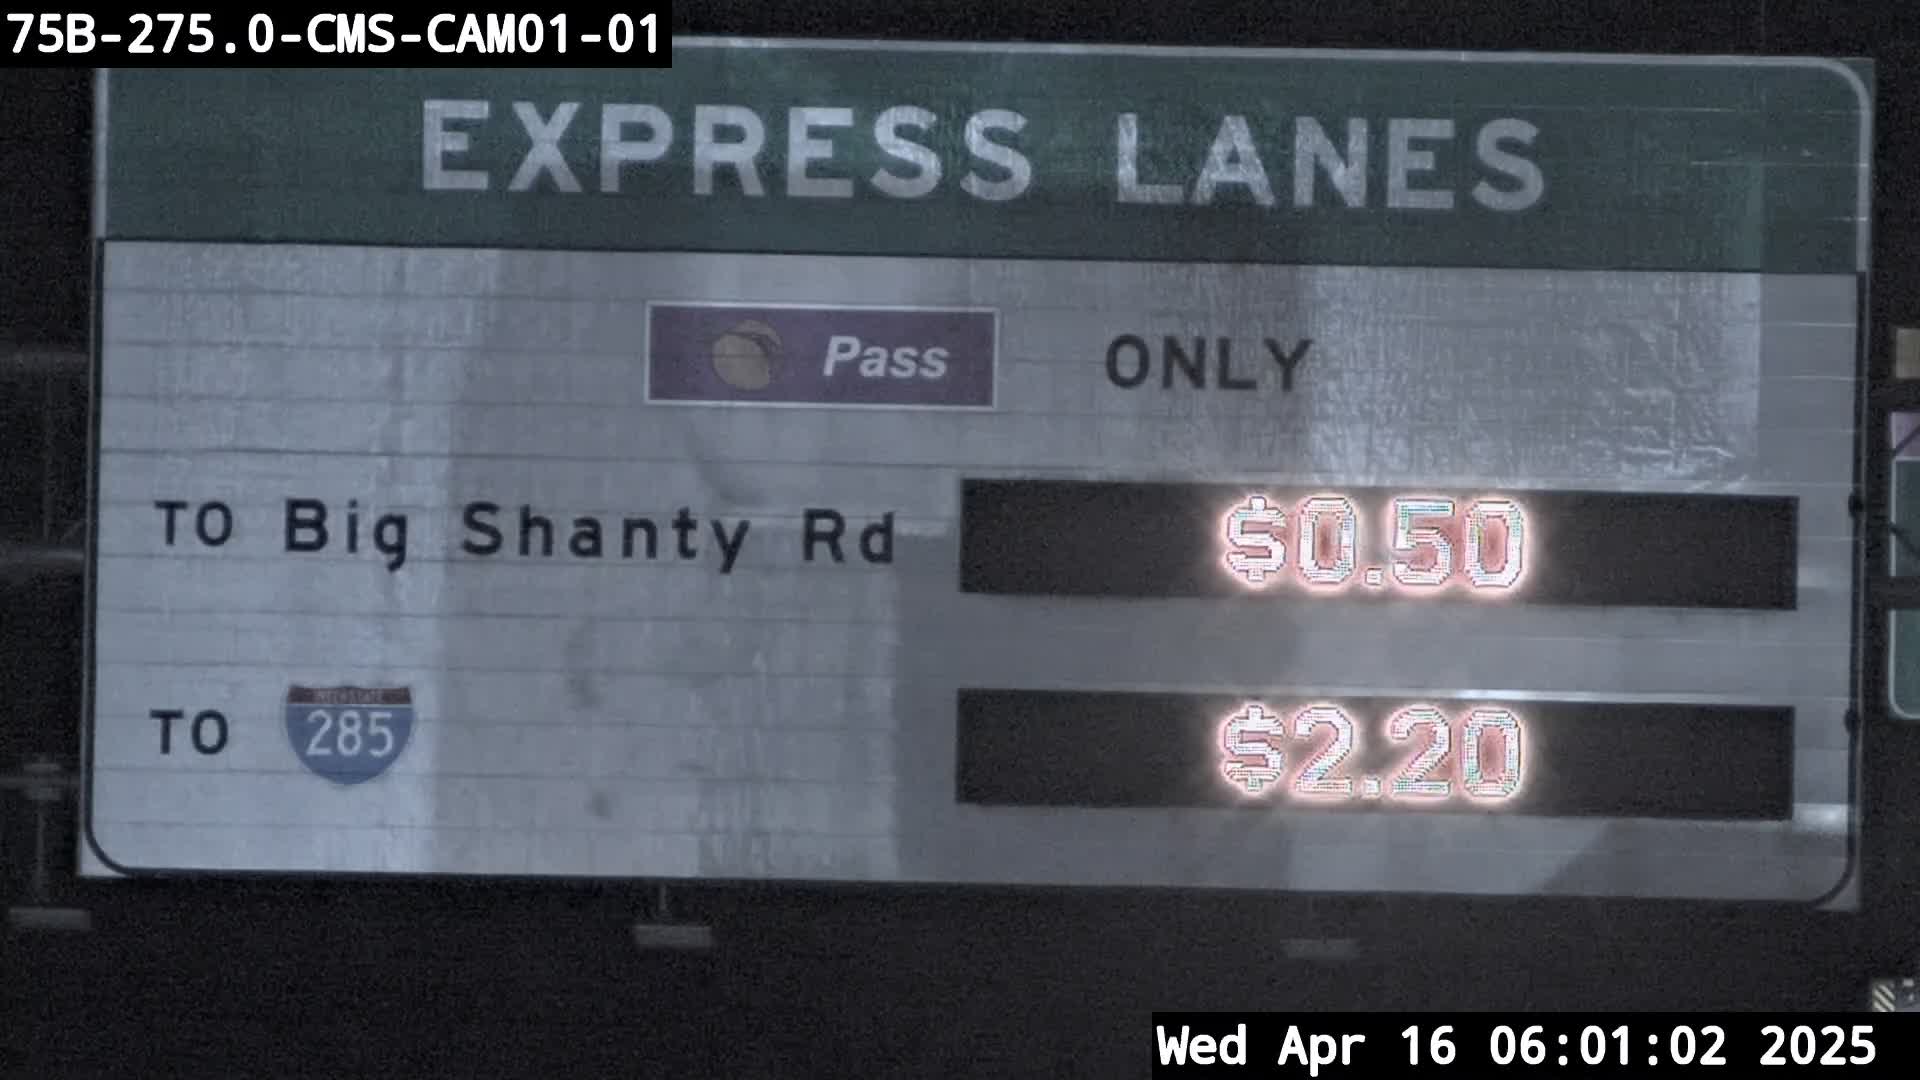 75B-275.0-CMS-CAM01-01
EXPRESS LANES
Pass ONLY
TO Big Shanty Rd $0.50
INTERSTATE
TO 285 $2.20
Wed Apr 16 06:01:02 2025